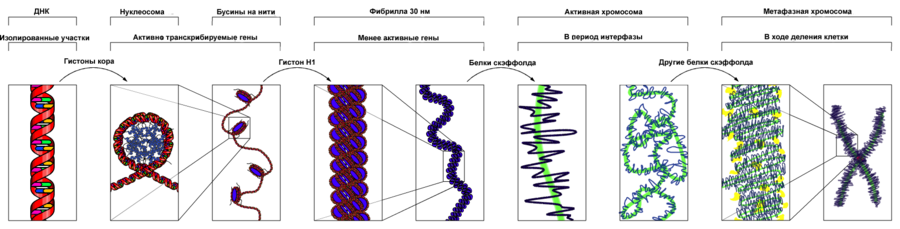 ДНК
Нуклеосома
Бусины на нити
Фибрилла 30 нм
Активная хромосома
Метафазная хромосома
Изолированные участки
Активно транскрибируемые гены
Менее активные гены
В период интерфазы
В ходе деления клетки
Гистоны кора
Гистон H1
Белки скэффолда
Другие белки скэффолда